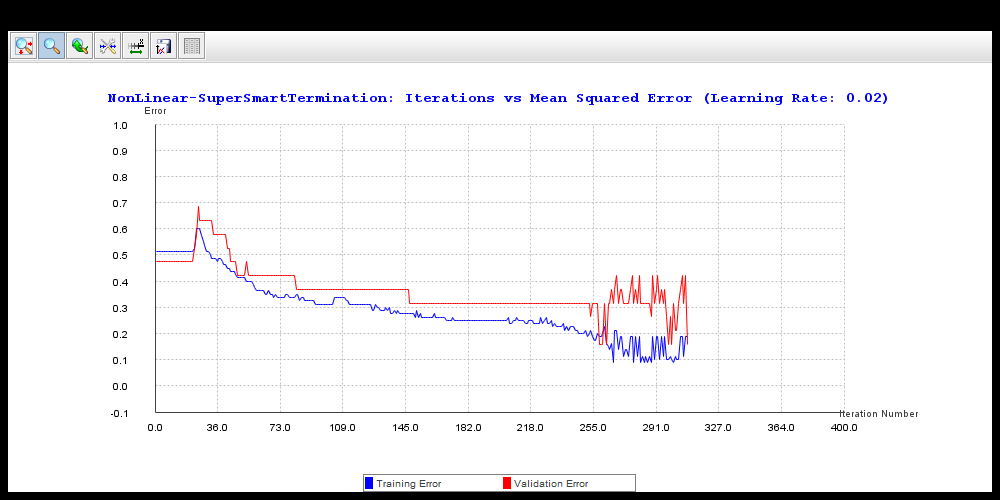 NonLinear-SuperSmartTermination: Iterations vs Mean Squared Error (Learning Rate: 0.02)
Error
1.0
0.9
0.8
0.7
0.6
0.5
0.4
0.3
0.2
0.1
0.0
-0.1
Iteration Number
0.0 36.0 73.0 109.0 145.0 182.0 218.0 255.0 291.0 327.0 364.0 400.0
Training Error Validation Error